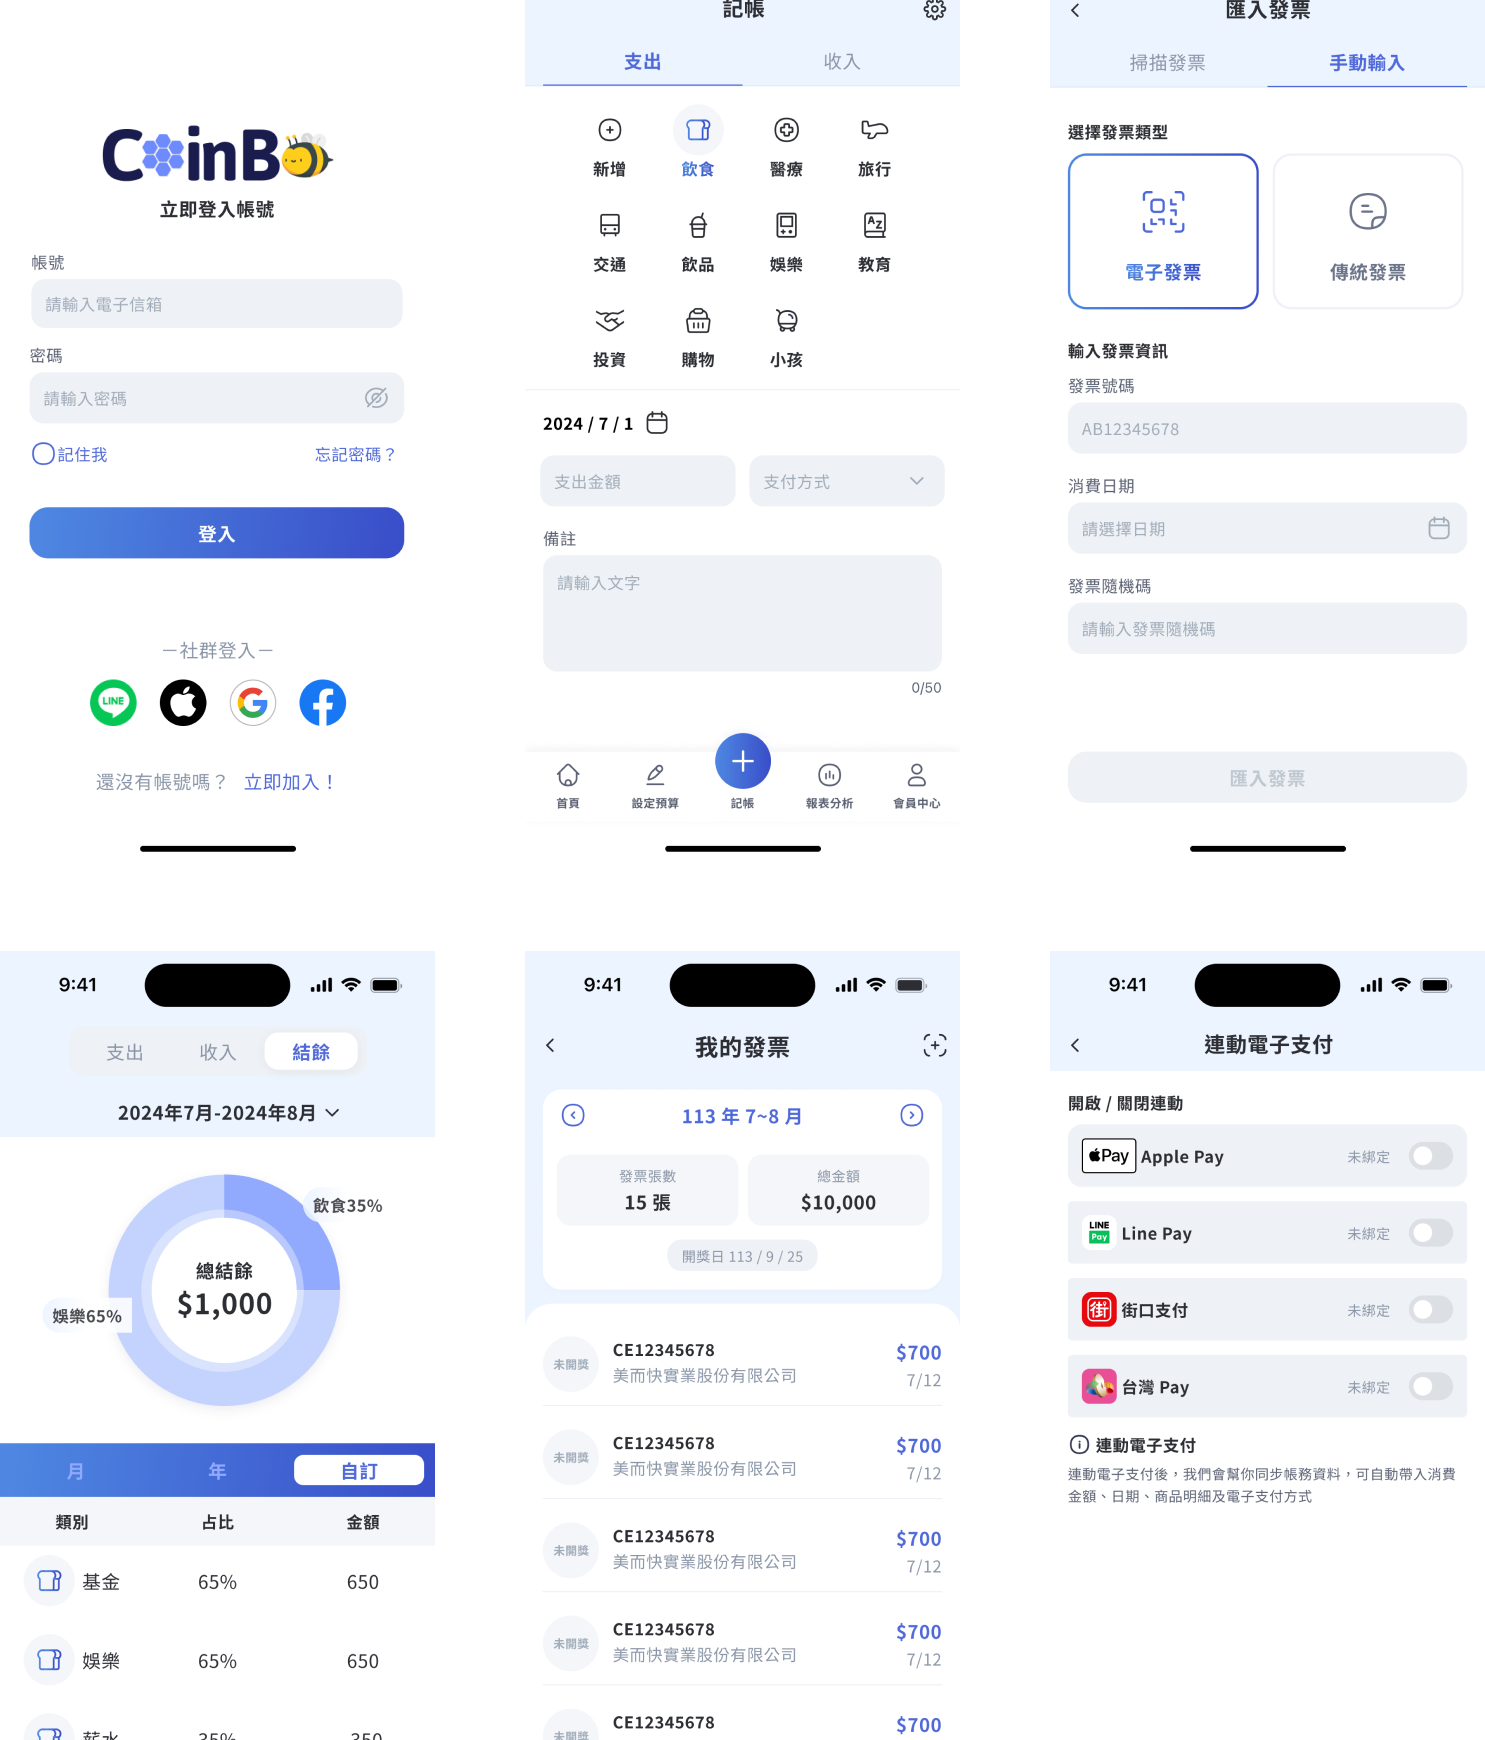 CoinB
立即登入帳號
帳號
請輸入電子信箱
密碼
請輸入密碼
記住我
忘記密碼？
登入
－社群登入－
LINE
G
還沒有帳號嗎？ 立即加入！
記帳
支出
收入
新增
飲食
醫療
旅行
交通
飲品
娛樂
AZ
教育
投資
購物
小孩
2024 / 7 / 1
支出金額
支付方式
備註
請輸入文字
0/50
首頁
設定預算
記帳
報表分析
會員中心
匯入發票
掃描發票
手動輸入
選擇發票類型
電子發票
傳統發票
輸入發票資訊
發票號碼
AB12345678
消費日期
請選擇日期
發票隨機碼
請輸入發票隨機碼
匯入發票
9:41
支出
收入
結餘
2024年7月-2024年8月
飲食35%
總結餘
$1,000
娛樂65%
月
年
自訂
類別
占比
金額
基金
65%
650
娛樂
65%
650
薪水
35%
350
9:41
我的發票
113 年 7~8 月
發票張數
15 張
總金額
$10,000
開獎日 113 / 9 / 25
未開獎
CE12345678
美而快實業股份有限公司
$700
7/12
未開獎
CE12345678
美而快實業股份有限公司
$700
7/12
未開獎
CE12345678
美而快實業股份有限公司
$700
7/12
未開獎
CE12345678
美而快實業股份有限公司
$700
7/12
未開獎
CE12345678
$700
9:41
連動電子支付
開啟 / 關閉連動
Pay
Apple Pay
未綁定
LINE
Pay
Line Pay
未綁定
街
街口支付
未綁定
台灣 Pay
未綁定
連動電子支付
連動電子支付後，我們會幫你同步帳務資料，可自動帶入消費
金額、日期、商品明細及電子支付方式